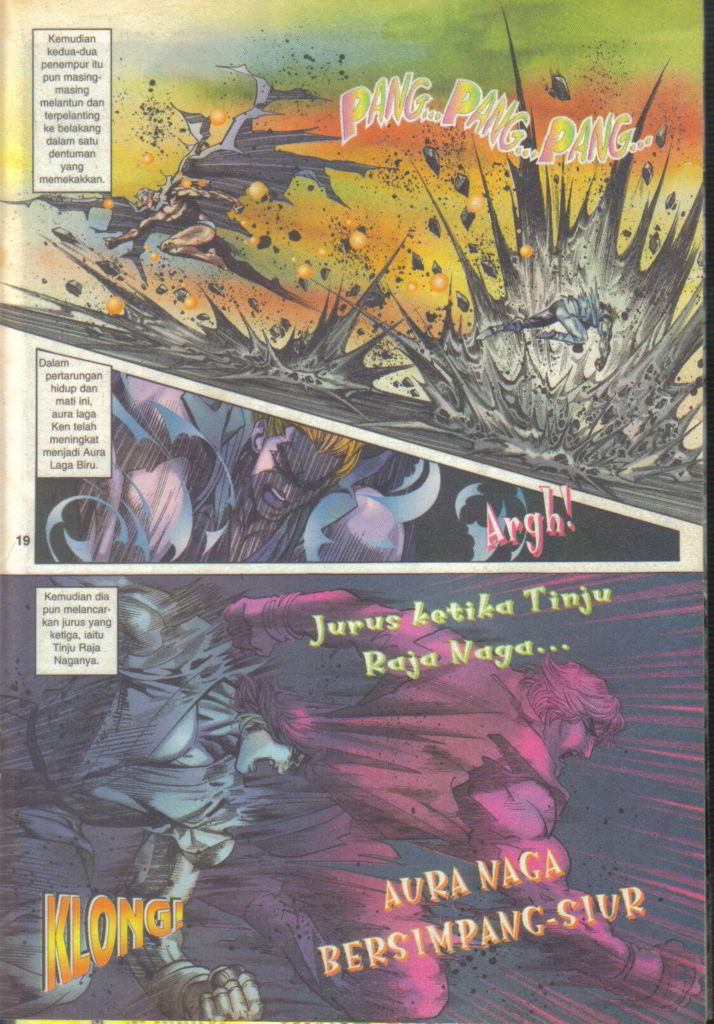 Kemudian
kedua-dua
penempur itu
pun masing-
masing
melantun dan
terpelanting
ke belakang
dalam satu
dentuman
yang
memekakkan.
PANG... PANG... PANG...
Dalam
pertarungan
hidup dan
mati ini,
aura laga
Ken telah
meningkat
menjadi Aura
Laga Biru.
Argh!
19
Kemudian dia
pun melancar-
kan jurus yang
ketiga, iaitu
Tinju Raja
Naganya.
Jurus ketika Tinju
Raja Naga...
AURA NAGA
BERSIMPANG-SIUR
KLONG!